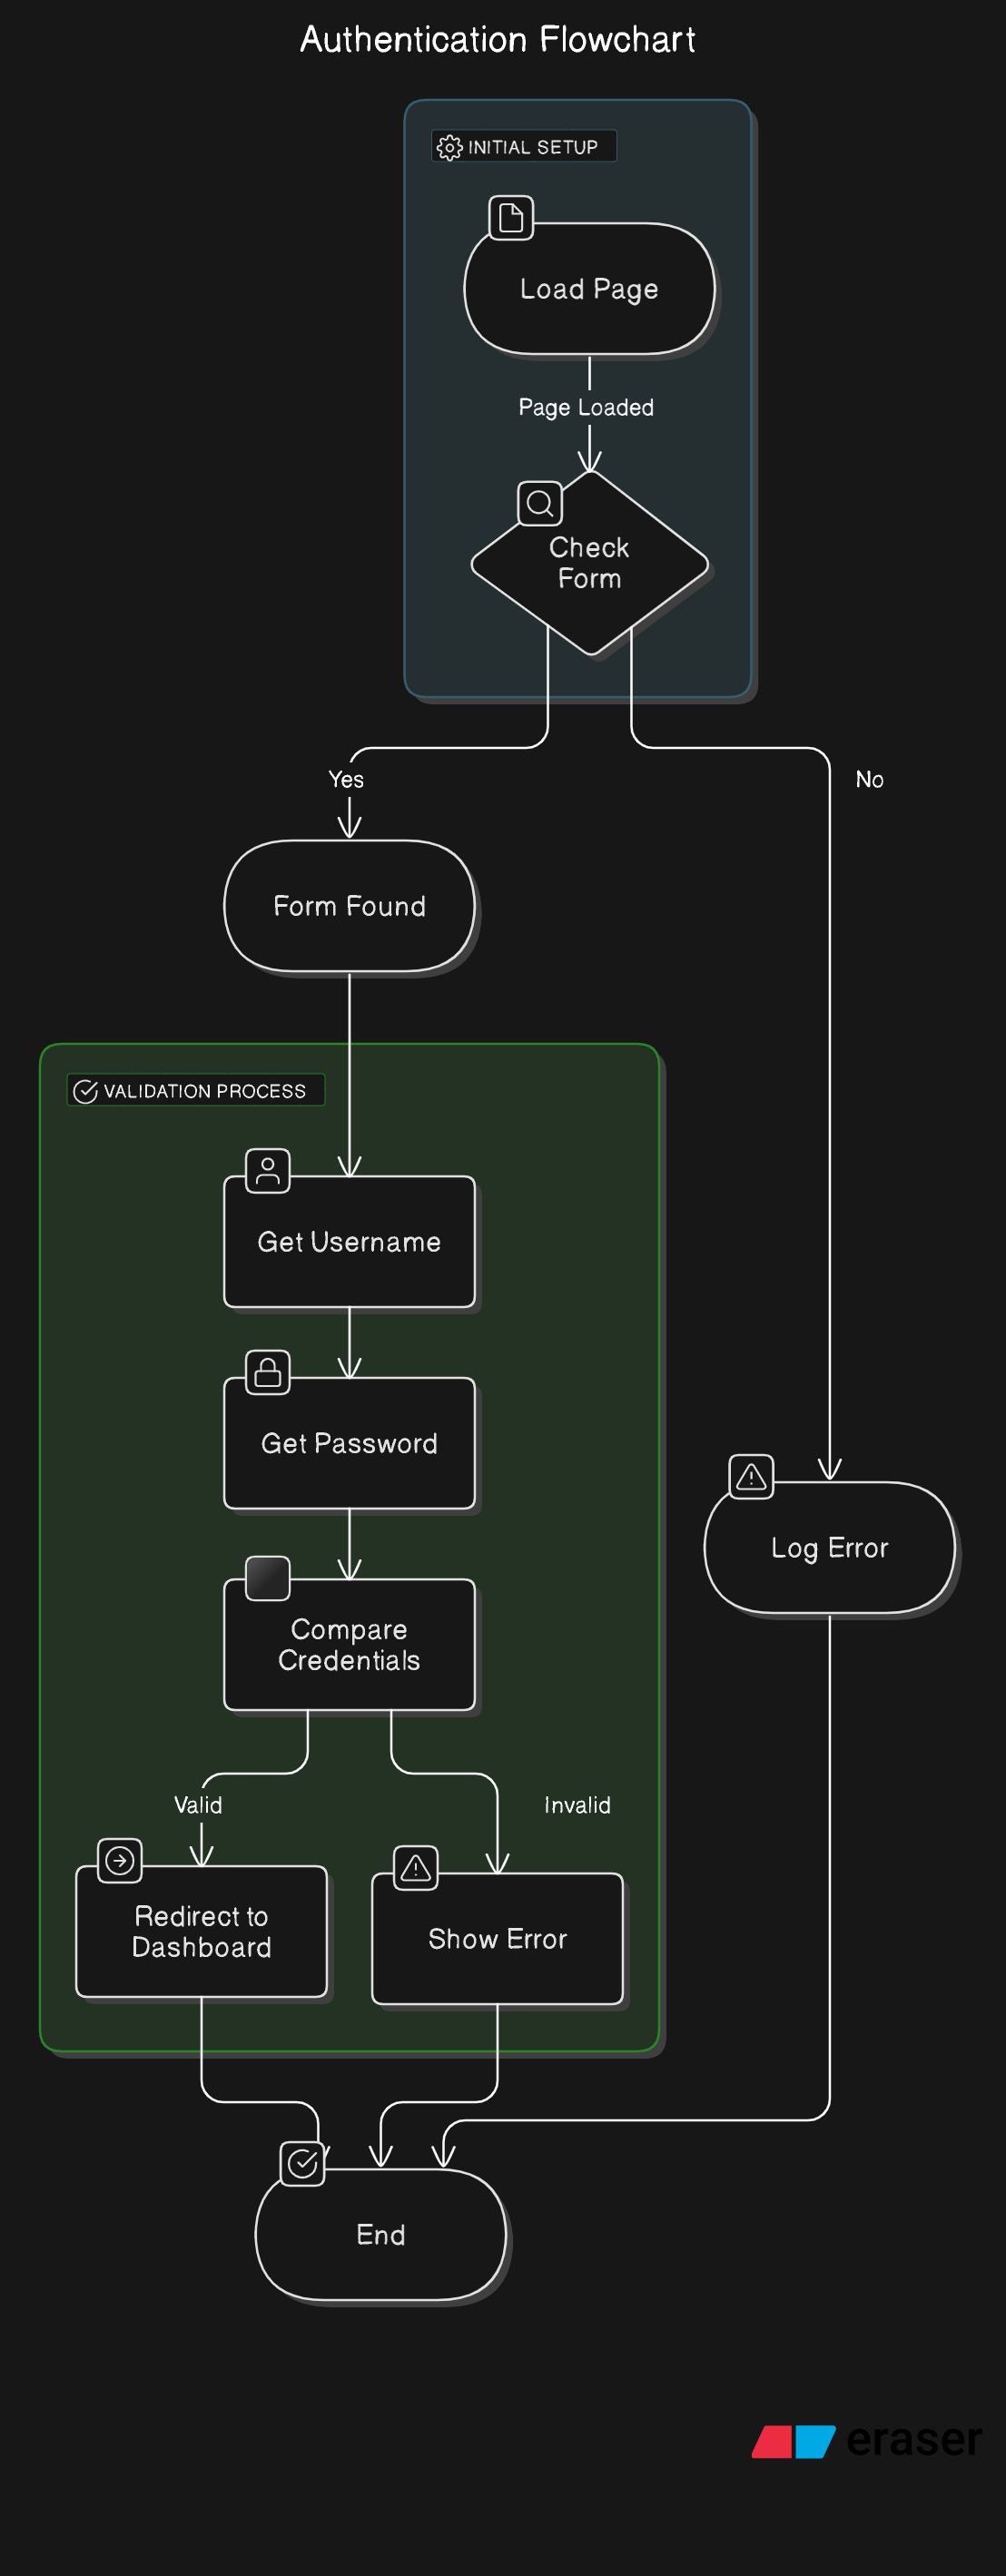 Authentication Flowchart
INITIAL SETUP
Load Page
Page Loaded
Check
Form
Yes
No
Form Found
VALIDATION PROCESS
Get Username
Get Password
Log Error
Compare
Credentials
Valid
Invalid
Redirect to
Dashboard
Show Error
End
eraser